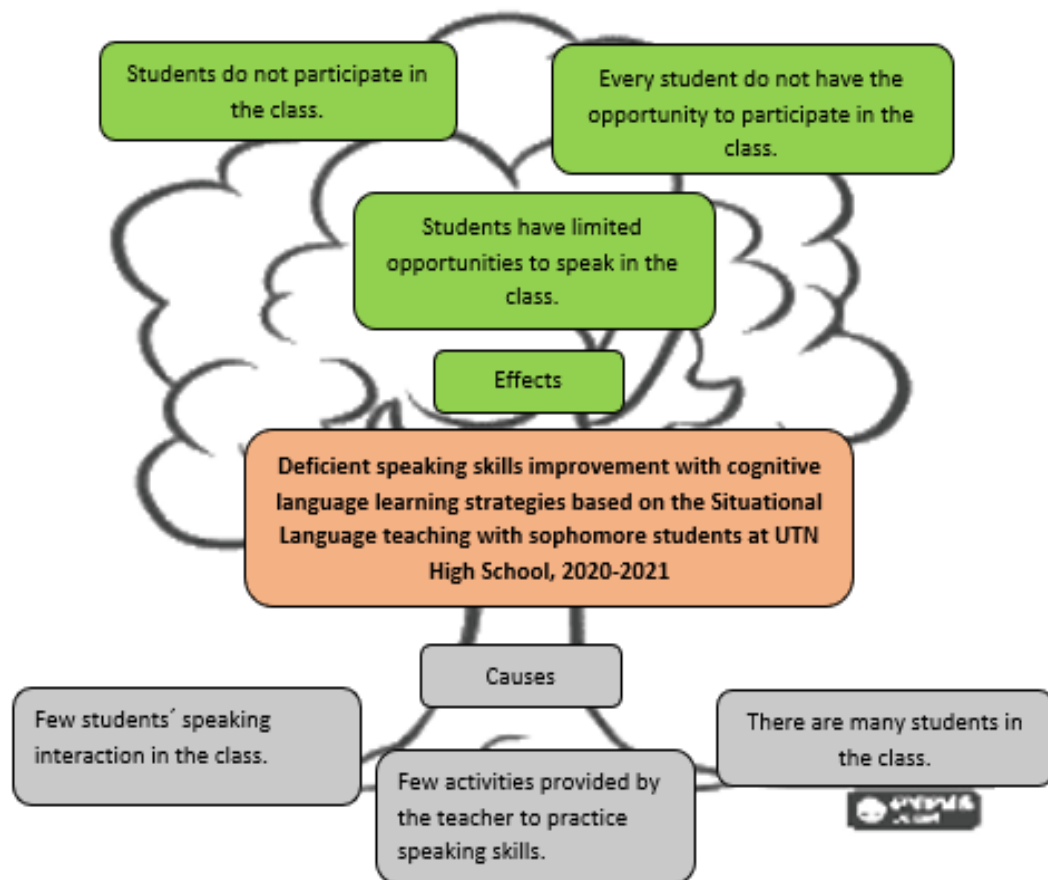 Students do not participate in
the class.
Every student do not have the
opportunity to participate in the
class.
Students have limited
opportunities to speak in the
class.
Effects
Deficient speaking skills improvement with cognitive
language learning strategies based on the Situational
Language teaching with sophomore students at UTN
High School, 2020-2021
Causes
Few students´ speaking
interaction in the class.
Few activities provided by
the teacher to practice
speaking skills.
There are many students in
the class.